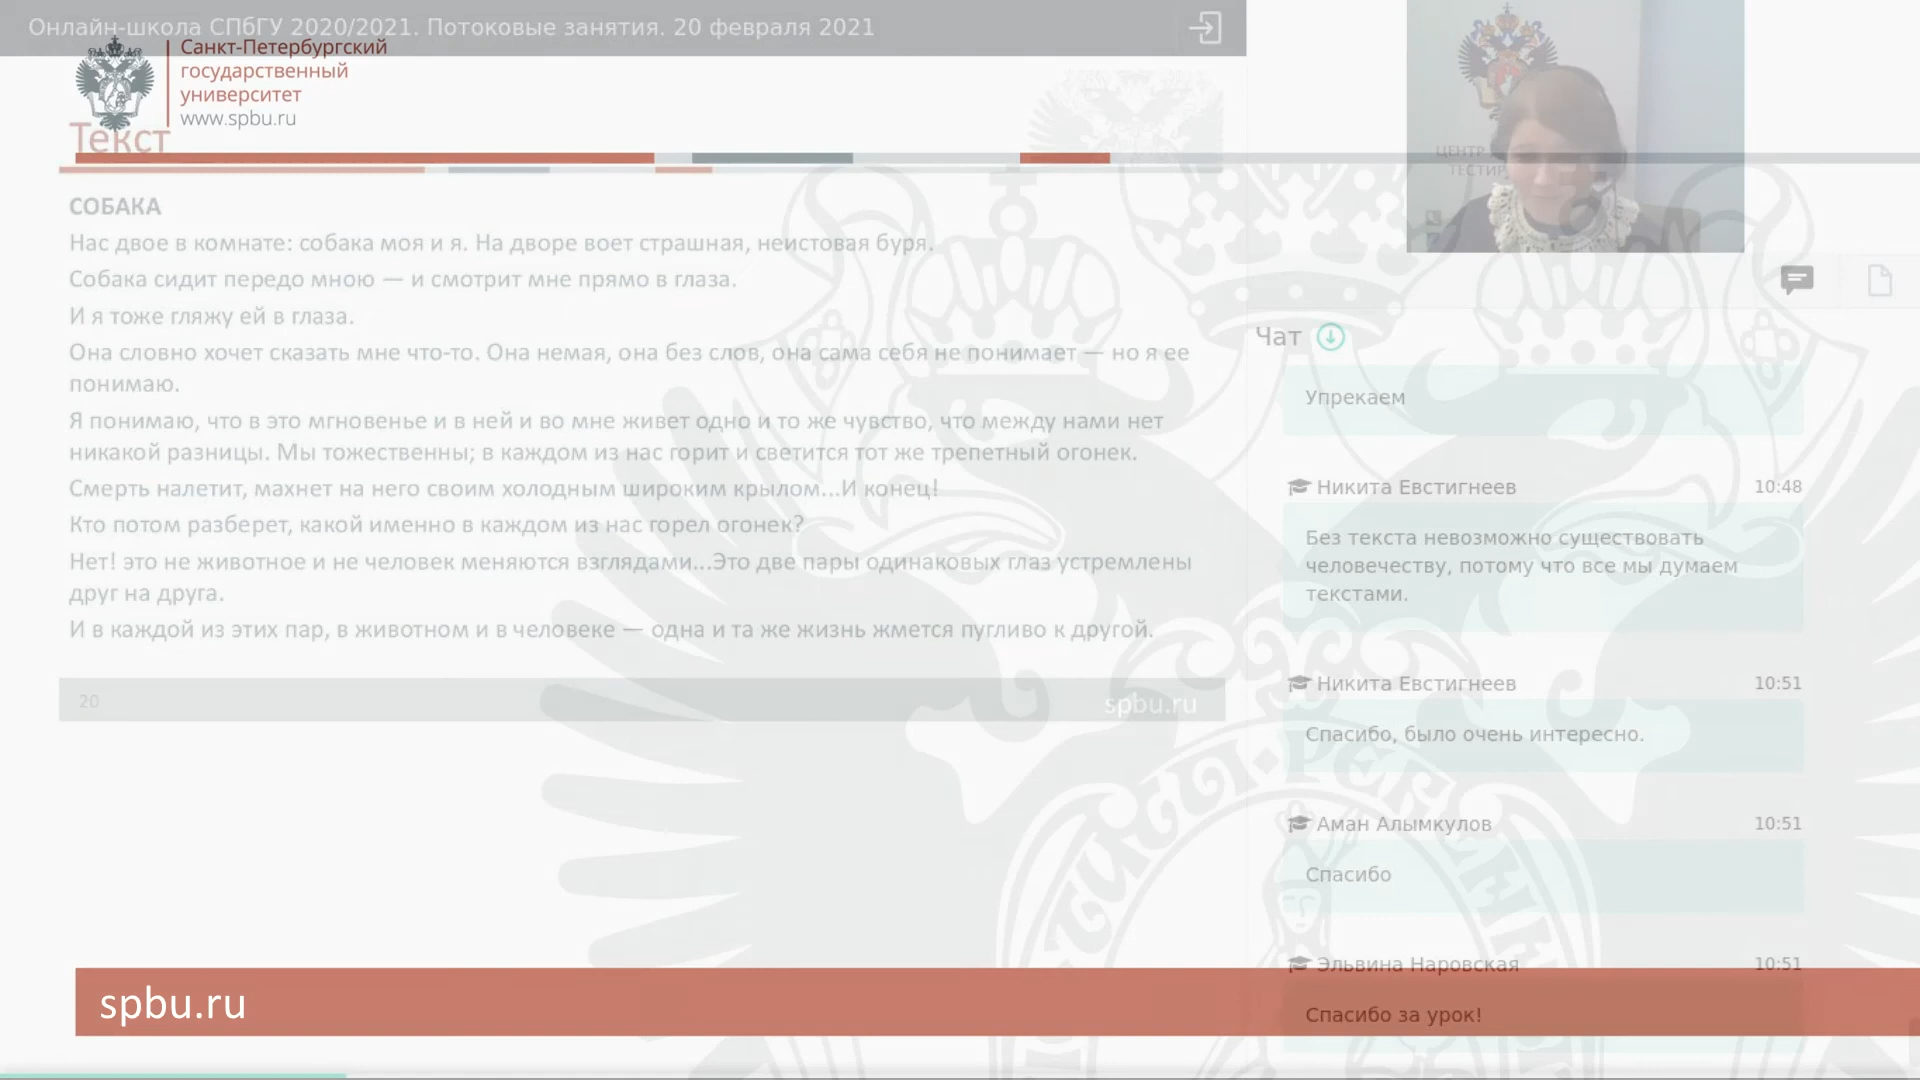 Онлайн-школа СПбГУ 2020/2021. Потоковые занятия. 20 февраля 2021
Санкт-Петербургский
государственный
университет
www.spbu.ru
Текст
СОБАКА
Нас двое в комнате: собака моя и я. На дворе воет страшная, неистовая буря.
Собака сидит передо мною — и смотрит мне прямо в глаза.
И я тоже гляжу ей в глаза.
Она словно хочет сказать мне что-то. Она немая, она без слов, она сама себя не понимает — но я ее
понимаю.
Я понимаю, что в это мгновенье и в ней и во мне живет одно и то же чувство, что между нами нет
никакой разницы. Мы тожественны; в каждом из нас горит и светится тот же трепетный огонек.
Смерть налетит, махнет на него своим холодным широким крылом...И конец!
Кто потом разберет, какой именно в каждом из нас горел огонек?
Нет! это не животное и не человек меняются взглядами...Это две пары одинаковых глаз устремлены
друг на друга.
И в каждой из этих пар, в животном и в человеке — одна и та же жизнь жмется пугливо к другой.
20
spbu.ru
ЦЕНТР
ТЕСТИР
Чат
Упрекаем
Никита Евстигнеев 10:48
Без текста невозможно существовать
человечеству, потому что все мы думаем
текстами.
Никита Евстигнеев 10:51
Спасибо, было очень интересно.
Аман Алымкулов 10:51
Спасибо
Эльвина Наровская 10:51
Спасибо за урок!
spbu.ru